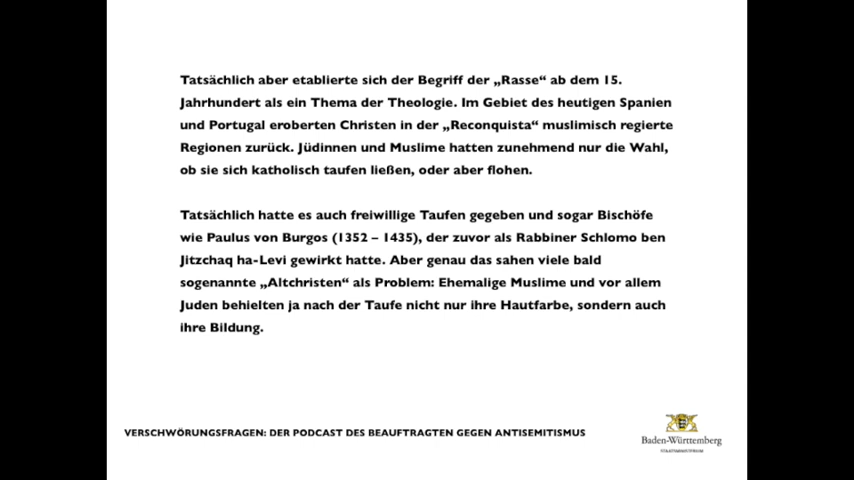 Tatsächlich aber etablierte sich der Begriff der „Rasse“ ab dem 15.
Jahrhundert als ein Thema der Theologie. Im Gebiet des heutigen Spanien
und Portugal eroberten Christen in der „Reconquista“ muslimisch regierte
Regionen zurück. Jüdinnen und Muslime hatten zunehmend nur die Wahl,
ob sie sich katholisch taufen ließen, oder aber flohen.
Tatsächlich hatte es auch freiwillige Taufen gegeben und sogar Bischöfe
wie Paulus von Burgos (1352 – 1435), der zuvor als Rabbiner Schlomo ben
Jitzchaq ha-Levi gewirkt hatte. Aber genau das sahen viele bald
sogenannte „Altchristen“ als Problem: Ehemalige Muslime und vor allem
Juden behielten ja nach der Taufe nicht nur ihre Hautfarbe, sondern auch
ihre Bildung.
VERSCHWÖRUNGSFRAGEN: DER PODCAST DES BEAUFTRAGTEN GEGEN ANTISEMITISMUS
Baden-Württemberg
STAATSMINISTERIUM